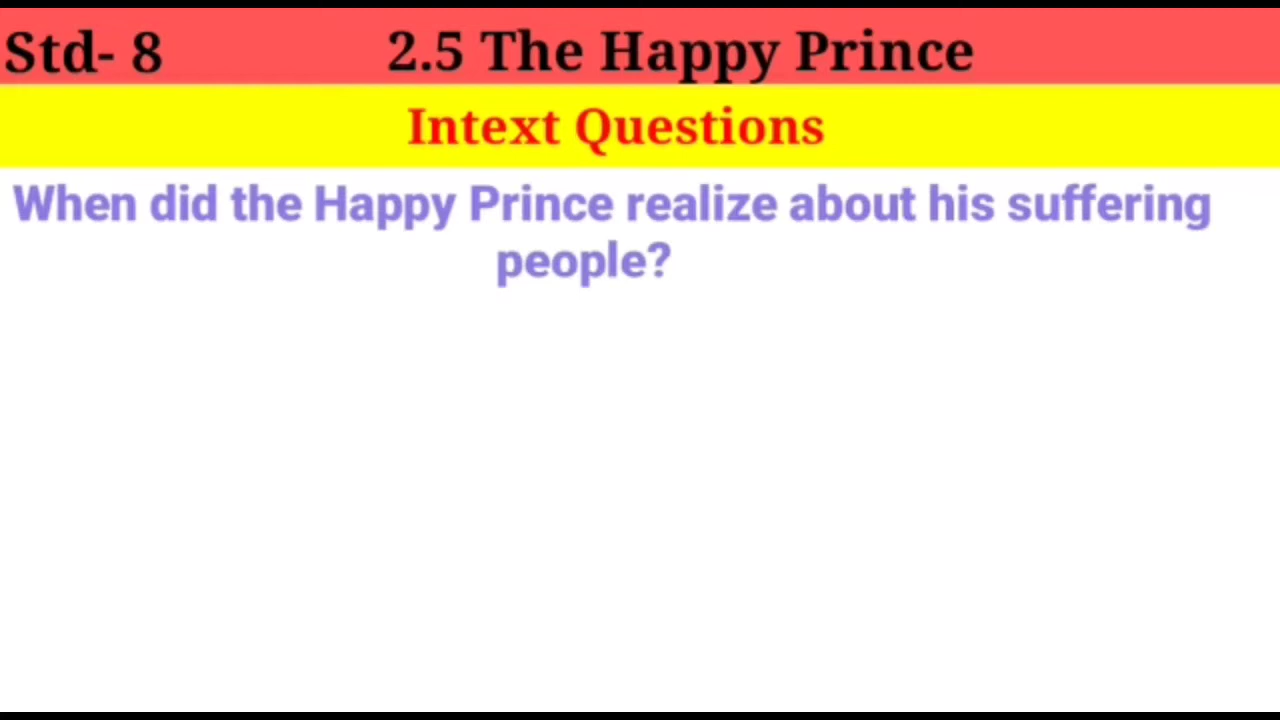 Std- 8 2.5 The Happy Prince
Intext Questions
When did the Happy Prince realize about his suffering
people?